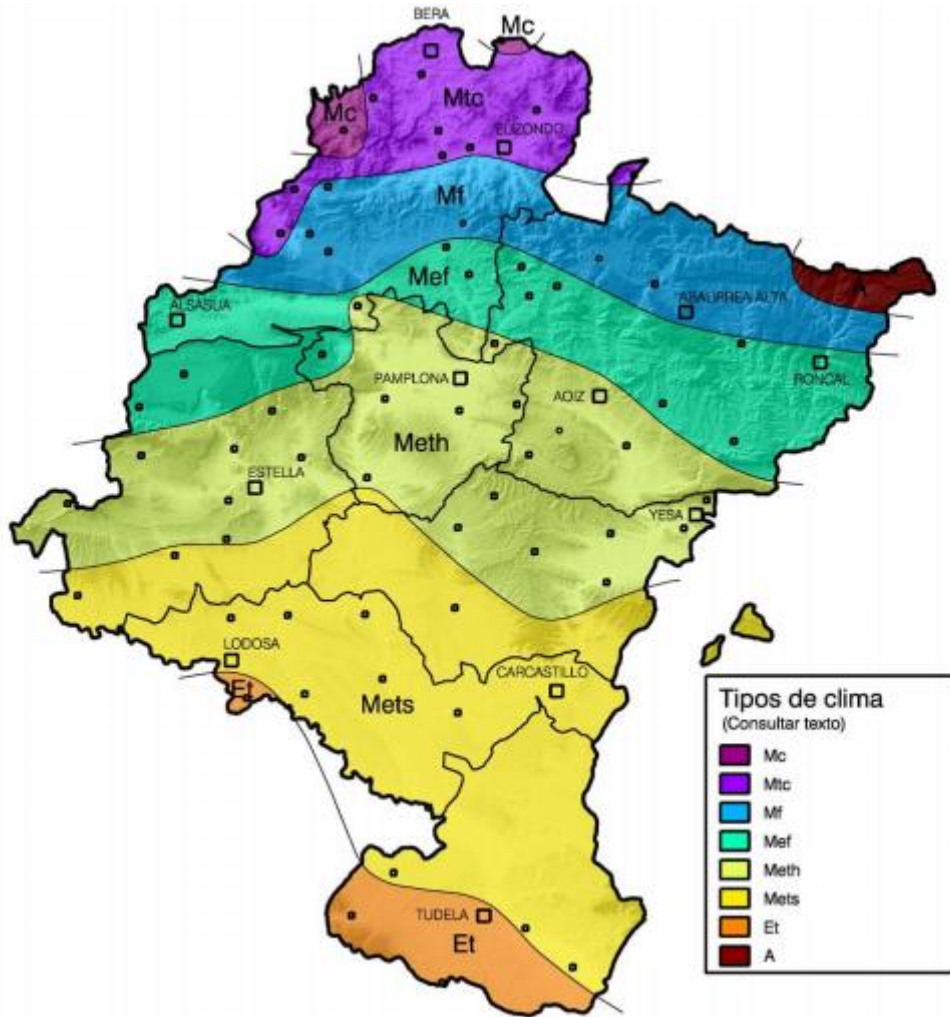 BERA
Mc
Mc
Mtc
ELIZONDO
Mf
Mef
A
ALSASUA
ABAURREA ALTA
RONCAL
PAMPLONA
AOIZ
Meth
ESTELLA
YESA
LODOSA
Et
CARCASTILLO
Mets
TUDELA
Et
Tipos de clima
(Consultar texto)
Mc
Mtc
Mf
Mef
Meth
Mets
Et
A